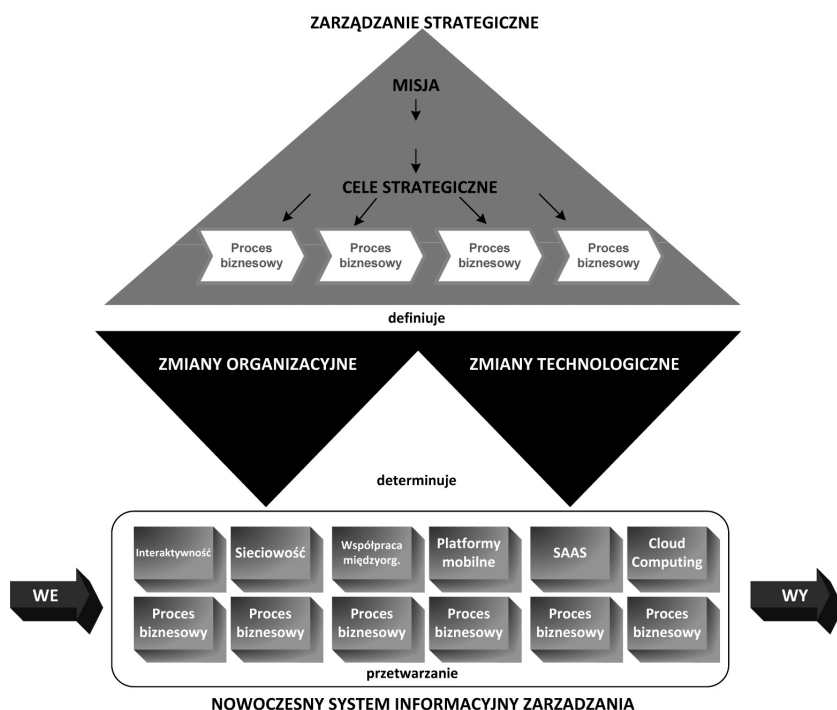 ZARZĄDZANIE STRATEGICZNE
MISJA
CELE STRATEGICZNE
Proces
biznesowy
Proces
biznesowy
Proces
biznesowy
Proces
biznesowy
definiuje
ZMIANY ORGANIZACYJNE
ZMIANY TECHNOLOGICZNE
determinuje
Interaktywność
Sieciowość
Współpraca
międzyorg.
Platformy
mobilne
SAAS
Cloud
Computing
WE
WY
Proces
biznesowy
Proces
biznesowy
Proces
biznesowy
Proces
biznesowy
Proces
biznesowy
Proces
biznesowy
przetwarzanie
NOWOCZESNY SYSTEM INFORMACYJNY ZARZADZANIA